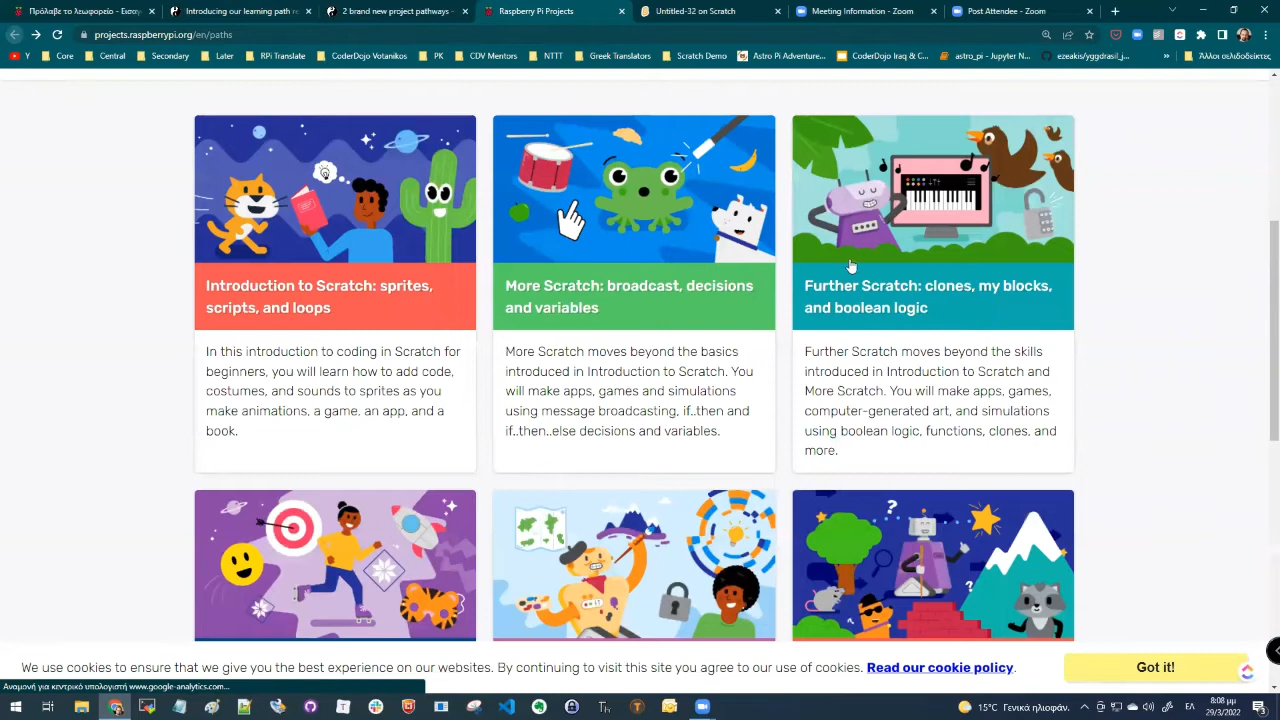 Πρόλαβε το λεωφορείο - Εισαγ
Introducing our learning path re
2 brand new project pathways -
Raspberry Pi Projects
Untitled-32 on Scratch
Meeting Information - Zoom
Post Attendee - Zoom
projects.raspberrypi.org/en/paths
Y
Core
Central
Secondary
Later
RPi Translate
CoderDojo Votanikos
PK
CDV Mentors
NTTT
Greek Translators
Scratch Demo
Astro Pi Adventure...
CoderDojo Iraq & C...
astro_pi - Jupyter N...
ezeakis/yggdrasil_j...
»
Άλλοι σελιδοδείκτες
Introduction to Scratch: sprites,
scripts, and loops
In this introduction to coding in Scratch for
beginners, you will learn how to add code,
costumes, and sounds to sprites as you
make animations, a game, an app, and a
book.
More Scratch: broadcast, decisions
and variables
More Scratch moves beyond the basics
introduced in Introduction to Scratch. You
will make apps, games and simulations
using message broadcasting, if..then and
if..then..else decisions and variables.
Further Scratch: clones, my blocks,
and boolean logic
Further Scratch moves beyond the skills
introduced in Introduction to Scratch and
More Scratch. You will make apps, games,
computer-generated art, and simulations
using boolean logic, functions, clones, and
more.
? ?
We use cookies to ensure that we give you the best experience on our websites. By continuing to visit this site you agree to our use of cookies. Read our cookie policy.
Got it!
Αναμονή για κεντρικό υπολογιστή www.google-analytics.com...
15°C Γενικά ηλιοφάν.
ΕΛ
8:08 μμ
29/3/2022